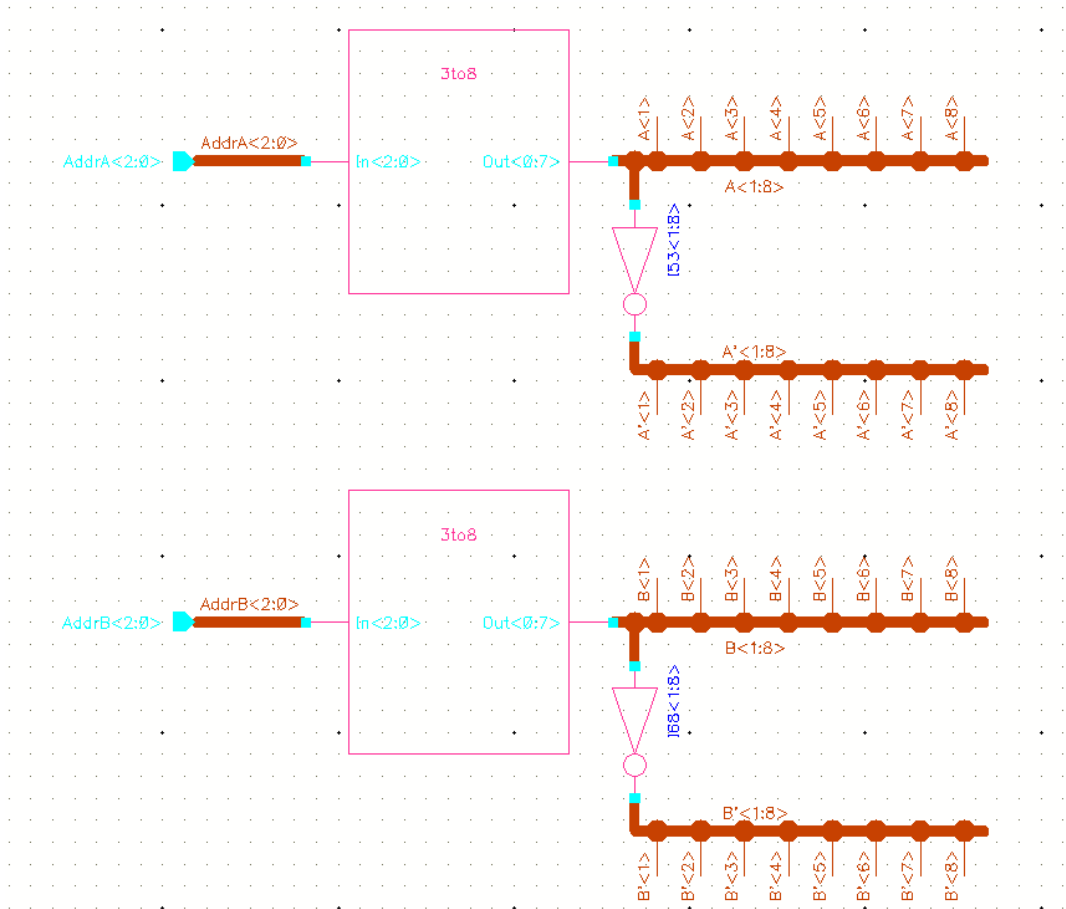 3to8
A<1> A<2> A<3> A<4> A<5> A<6> A<7> A<8>
AddrA<2:0>
AddrA<2:0> In<2:0> Out<0:7>
A<1:8>
I53<1:8>
A'<1:8>
A'<1> A'<2> A'<3> A'<4> A'<5> A'<6> A'<7> A'<8>
3to8
B<1> B<2> B<3> B<4> B<5> B<6> B<7> B<8>
AddrB<2:0>
AddrB<2:0> In<2:0> Out<0:7>
B<1:8>
I68<1:8>
B'<1:8>
B'<1> B'<2> B'<3> B'<4> B'<5> B'<6> B'<7> B'<8>